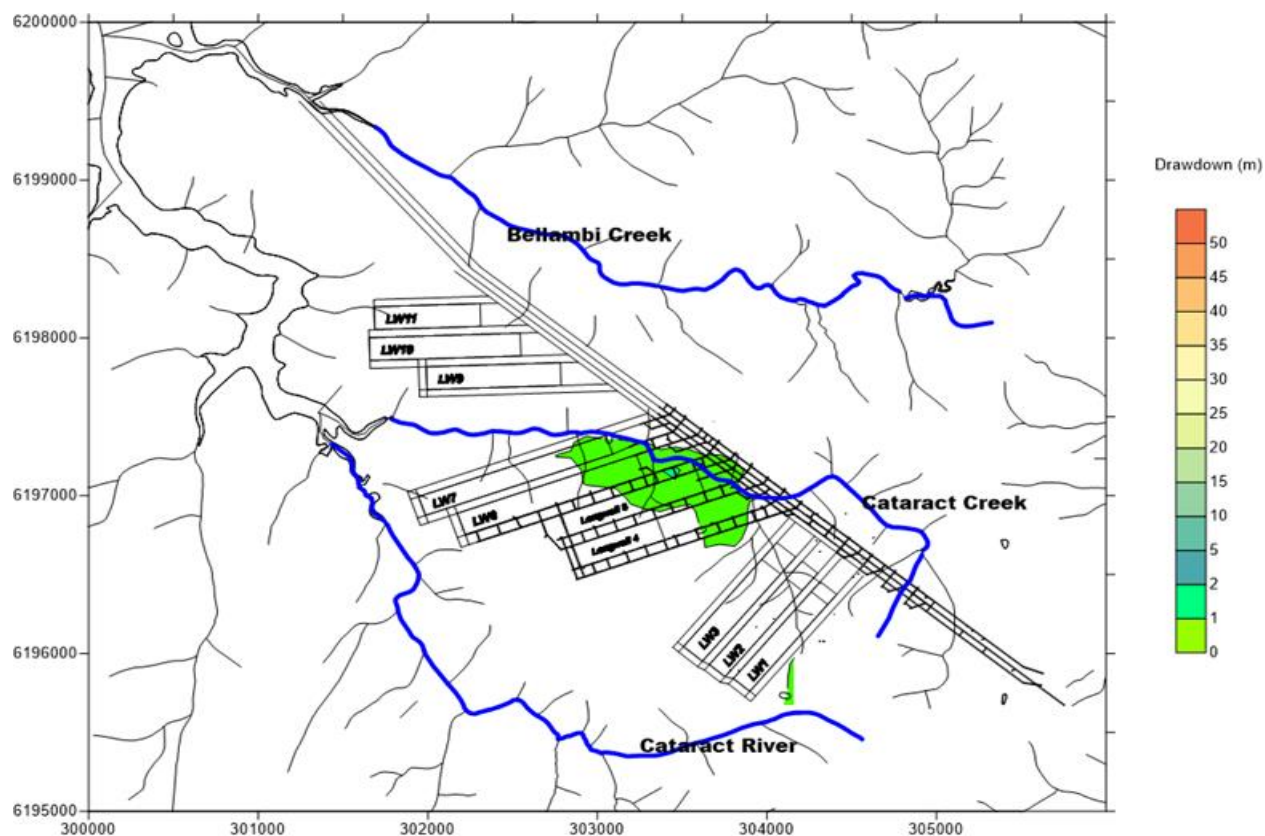 6200000
6199000
6198000
6197000
6196000
6195000
300000
301000
302000
303000
304000
305000
Bellambi Creek
LW11
LW10
LW9
LW7
LW6
Longwall 5
Longwall 4
Cataract Creek
LW3
LW2
LW1
Cataract River
Drawdown (m)
50
45
40
35
30
25
20
15
10
5
2
1
0